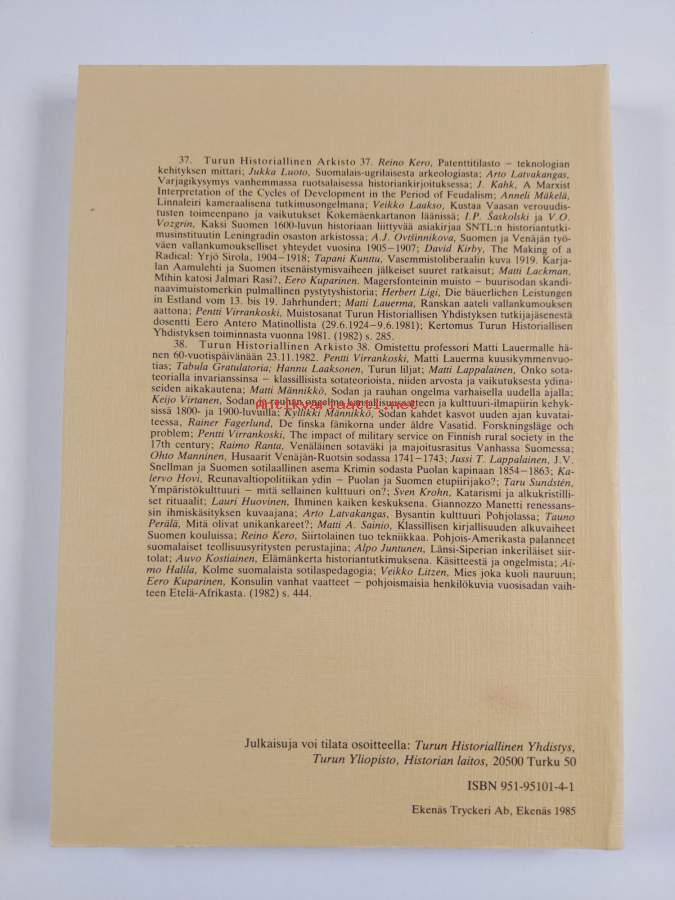 37. Turun Historiallinen Arkisto 37. Reino Kero, Patenttitilasto – teknologian
kehityksen mittari; Jukka Luoto, Suomalais-ugrilaisesta arkeologiasta; Arto Latvakangas,
Varjagikysymys vanhemmassa ruotsalaisessa historiankirjoituksessa; J. Kahk, A Marxist
Interpretation of the Cycles of Development in the Period of Feudalism; Anneli Mäkelä,
Linnaleiri kameraalisena tutkimusongelmana; Veikko Laakso, Kustaa Vaasan verouudis-
tusten toimeenpano ja vaikutukset Kokemäenkartanon läänissä; I.P. Šaskolski ja V.O.
Vozgrin, Kaksi Suomen 1600-luvun historiaan liittyvää asiakirjaa SNTL:n historiantutki-
musinstituutin Leningradin osaston arkistossa; A.J. Ovtšinnikova, Suomen ja Venäjän työ-
väen vallankumoukselliset yhteydet vuosina 1905–1907; David Kirby, The Making of a
Radical: Yrjö Sirola, 1904–1918; Tapani Kunttu, Vasemmistoliberaalin kuva 1919. Karja-
lan Aamulehti ja Suomen itsenäistymisvaiheen jälkeiset suuret ratkaisut; Matti Lackman,
Mihin katosi Jalmari Rasi?, Eero Kuparinen. Magersfonteinin muisto – buurisodan skandi-
naavimuistomerkin pulmallinen pystytyshistoria; Herbert Ligi, Die bäuerlichen Leistungen
in Estland vom 13. bis 19. Jahrhundert; Matti Lauerma, Ranskan aateli vallankumouksen
aattona; Pentti Virrankoski, Muistosanat Turun Historiallisen Yhdistyksen tutkijajäsenestä
dosentti Eero Antero Matinollista (29.6.1924–9.6.1981); Kertomus Turun Historiallisen
Yhdistyksen toiminnasta vuonna 1981. (1982) s. 285.
38. Turun Historiallinen Arkisto 38. Omistettu professori Matti Lauermalle hä-
nen 60-vuotispäivänään 23.11.1982. Pentti Virrankoski, Matti Lauerma kuusikymmenvuo-
tias; Tabula Gratulatoria; Hannu Laaksonen, Turun liljat; Matti Lappalainen, Onko sota-
teorialla invarianssinsa – klassillisista sotateorioista, niiden arvosta ja vaikutuksesta ydina-
seiden aikakautena; Matti Männikkö, Sodan ja rauhan ongelma varhaisella uudella ajalla;
Keijo Virtanen, Sodan ja rauhan ongelma kansallisuusaatteen ja kulttuuri-ilmapiirin kehyk-
sissä 1800- ja 1900-luvuilla; Kyllikki Männikkö, Sodan kahdet kasvot uuden ajan kuvatai-
teessa, Rainer Fagerlund, De finska fänikorna under äldre Vasatid. Forskningsläge och
problem; Pentti Virrankoski, The impact of military service on Finnish rural society in the
17th century; Raimo Ranta, Venäläinen sotaväki ja majoitusrasitus Vanhassa Suomessa;
Ohto Manninen, Husaarit Venäjän-Ruotsin sodassa 1741–1743; Jussi T. Lappalainen, J.V.
Snellman ja Suomen sotilaallinen asema Krimin sodasta Puolan kapinaan 1854–1863; Ka-
lervo Hovi, Reunavaltiopolitiikan ydin – Puolan ja Suomen etupiirijako?; Taru Sundstén,
Ympäristökulttuuri – mitä sellainen kulttuuri on?; Sven Krohn, Katarismi ja alkukristilli-
set rituaalit; Lauri Huovinen, Ihminen kaiken keskuksena. Giannozzo Manetti renessans-
sin ihmiskäsityksen kuvaajana; Arto Latvakangas, Bysantin kulttuuri Pohjolassa; Tauno
Perälä, Mitä olivat unikankareet?; Matti A. Sainio, Klassillisen kirjallisuuden alkuvaiheet
Suomen kouluissa; Reino Kero, Siirtolainen tuo tekniikkaa. Pohjois-Amerikasta palanneet
suomalaiset teollisuusyritysten perustajina; Alpo Juntunen, Länsi-Siperian inkeriläiset siir-
tolat; Auvo Kostiainen, Elämänkerta historiantutkimuksena. Käsitteestä ja ongelmista; Ai-
mo Halila, Kolme suomalaista sotilaspedagogia; Veikko Litzen, Mies joka kuoli nauruun;
Eero Kuparinen, Konsulin vanhat vaatteet – pohjoismaisia henkilökuvia vuosisadan vaih-
teen Etelä-Afrikasta. (1982) s. 444.
antikvariaatti.net
Julkaisuja voi tilata osoitteella: Turun Historiallinen Yhdistys,
Turun Yliopisto, Historian laitos, 20500 Turku 50
ISBN 951-95101-4-1
Ekenäs Tryckeri Ab, Ekenäs 1985